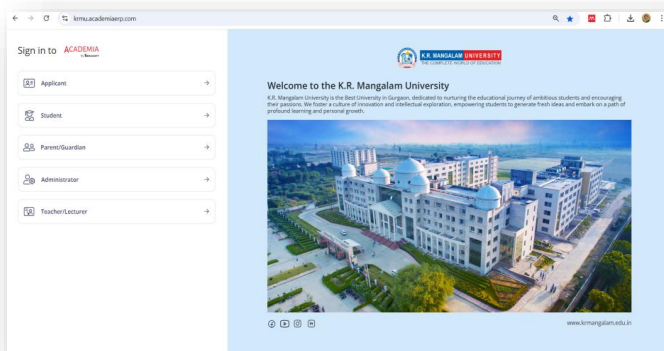 krmu.academiaerp.com
Sign in to ACADEMIA
Applicant
Student
Parent/Guardian
Administrator
Teacher/Lecturer
K.R. MANGALAM UNIVERSITY
THE COMPLETE WORLD OF EDUCATION
Welcome to the K.R. Mangalam University
K.R. Mangalam University is the Best University in Gurgaon, dedicated to nurturing the educational journey of ambitious students and encouraging
their passions. We foster a culture of innovation and intellectual exploration, empowering students to generate fresh ideas and embark on a path of
profound learning and personal growth.
www.krmangalam.edu.in